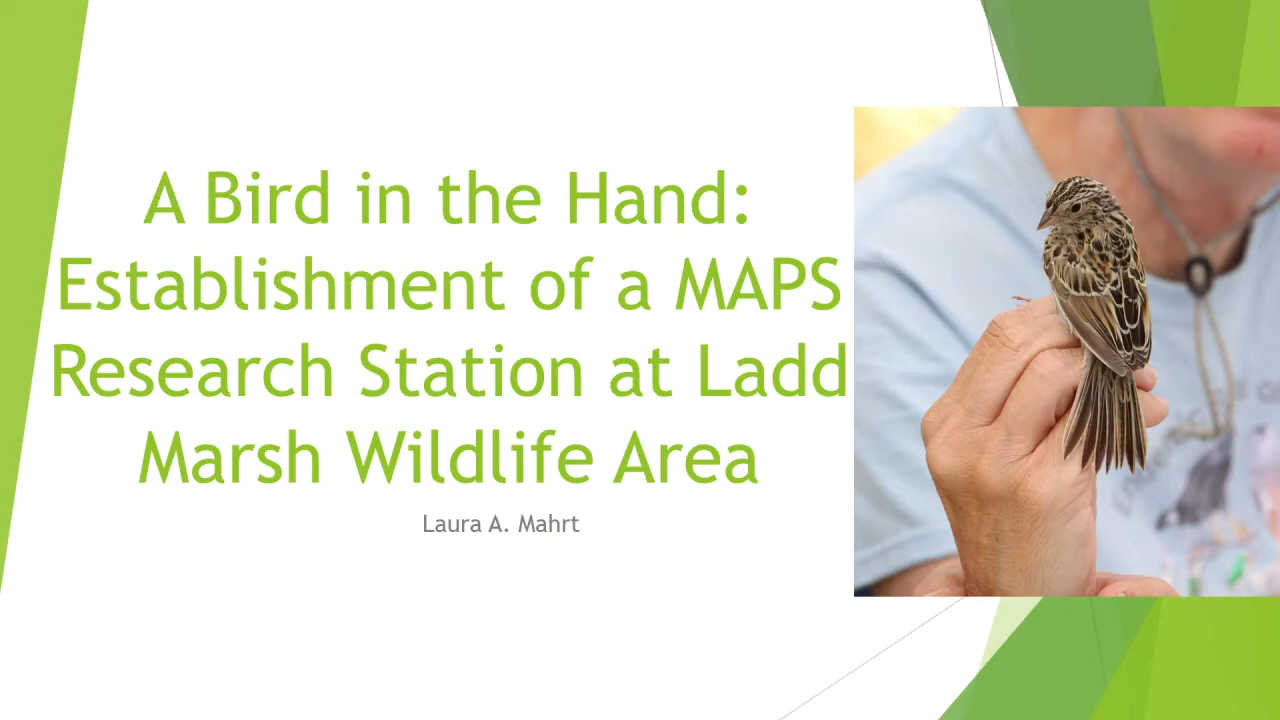 A Bird in the Hand:
Establishment of a MAPS
Research Station at Ladd
Marsh Wildlife Area
Laura A. Mahrt